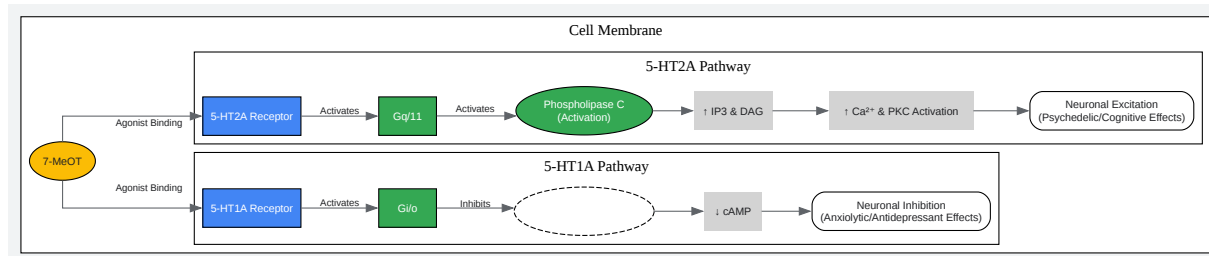 Cell Membrane
5-HT2A Pathway
7-MeOT
Agonist Binding
5-HT2A Receptor
Activates
Gq/11
Activates
Phospholipase C
(Activation)
↑ IP3 & DAG
↑ Ca²⁺ & PKC Activation
Neuronal Excitation
(Psychedelic/Cognitive Effects)
5-HT1A Pathway
Agonist Binding
5-HT1A Receptor
Activates
Gi/o
Inhibits
↓ cAMP
Neuronal Inhibition
(Anxiolytic/Antidepressant Effects)